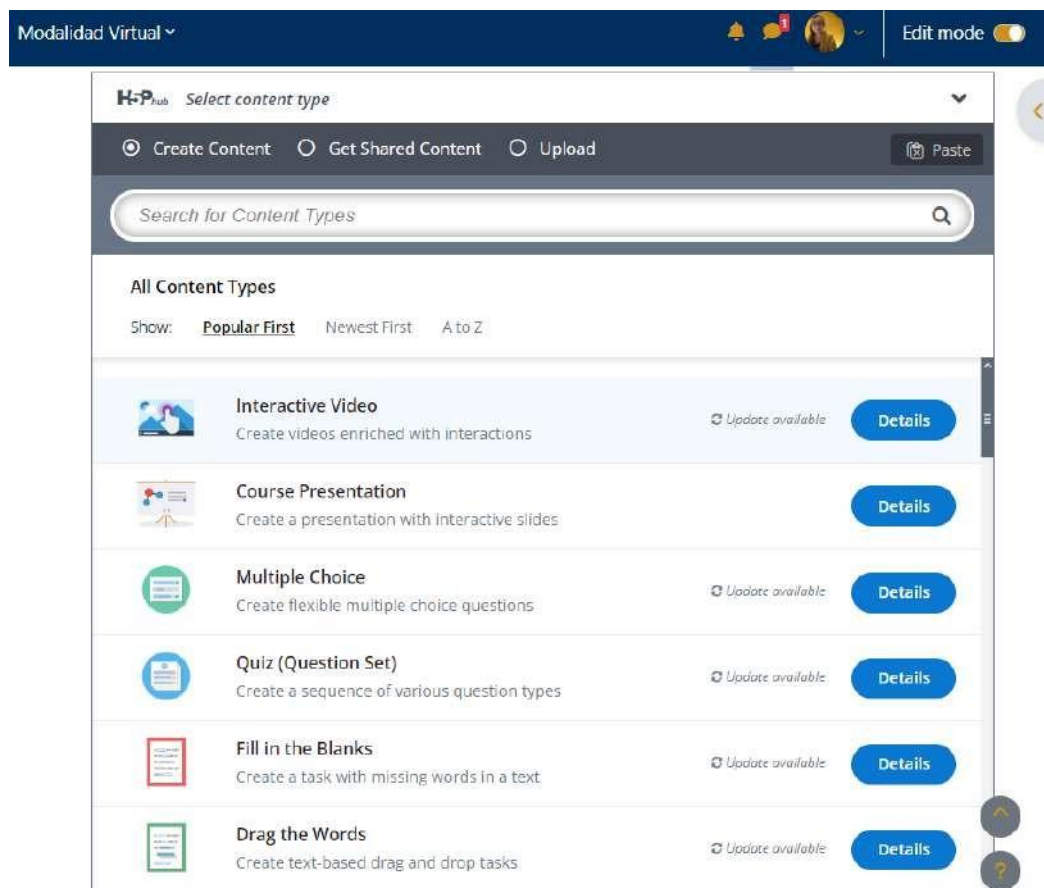 Modalidad Virtual
1
Edit mode
H5P hub Select content type
Create Content Get Shared Content Upload Paste
Search for Content Types
All Content Types
Show: Popular First Newest First A to Z
Interactive Video
Create videos enriched with interactions
Update available
Details
Course Presentation
Create a presentation with interactive slides
Details
Multiple Choice
Create flexible multiple choice questions
Update available
Details
Quiz (Question Set)
Create a sequence of various question types
Update available
Details
Fill in the Blanks
Create a task with missing words in a text
Update available
Details
Drag the Words
Create text-based drag and drop tasks
Update available
Details
?